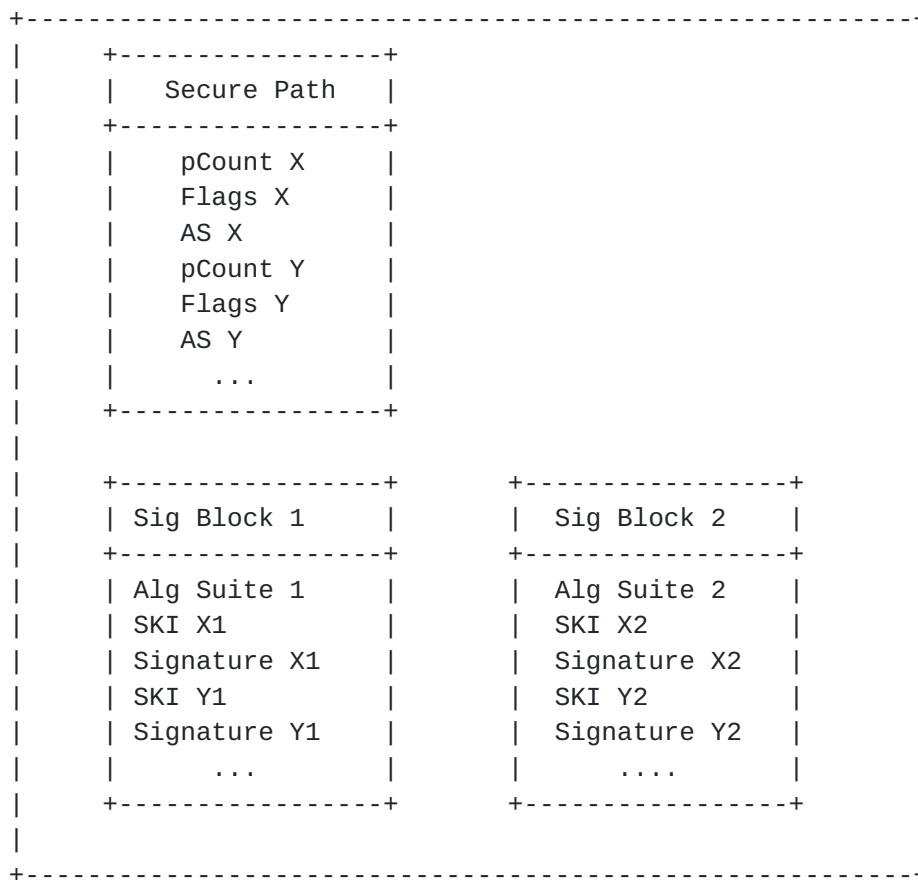 Secure Path
pCount X
Flags X
AS X
pCount Y
Flags Y
AS Y
...
Sig Block 1 Sig Block 2
Alg Suite 1 Alg Suite 2
SKI X1 SKI X2
Signature X1 Signature X2
SKI Y1 SKI Y2
Signature Y1 Signature Y2
... ....